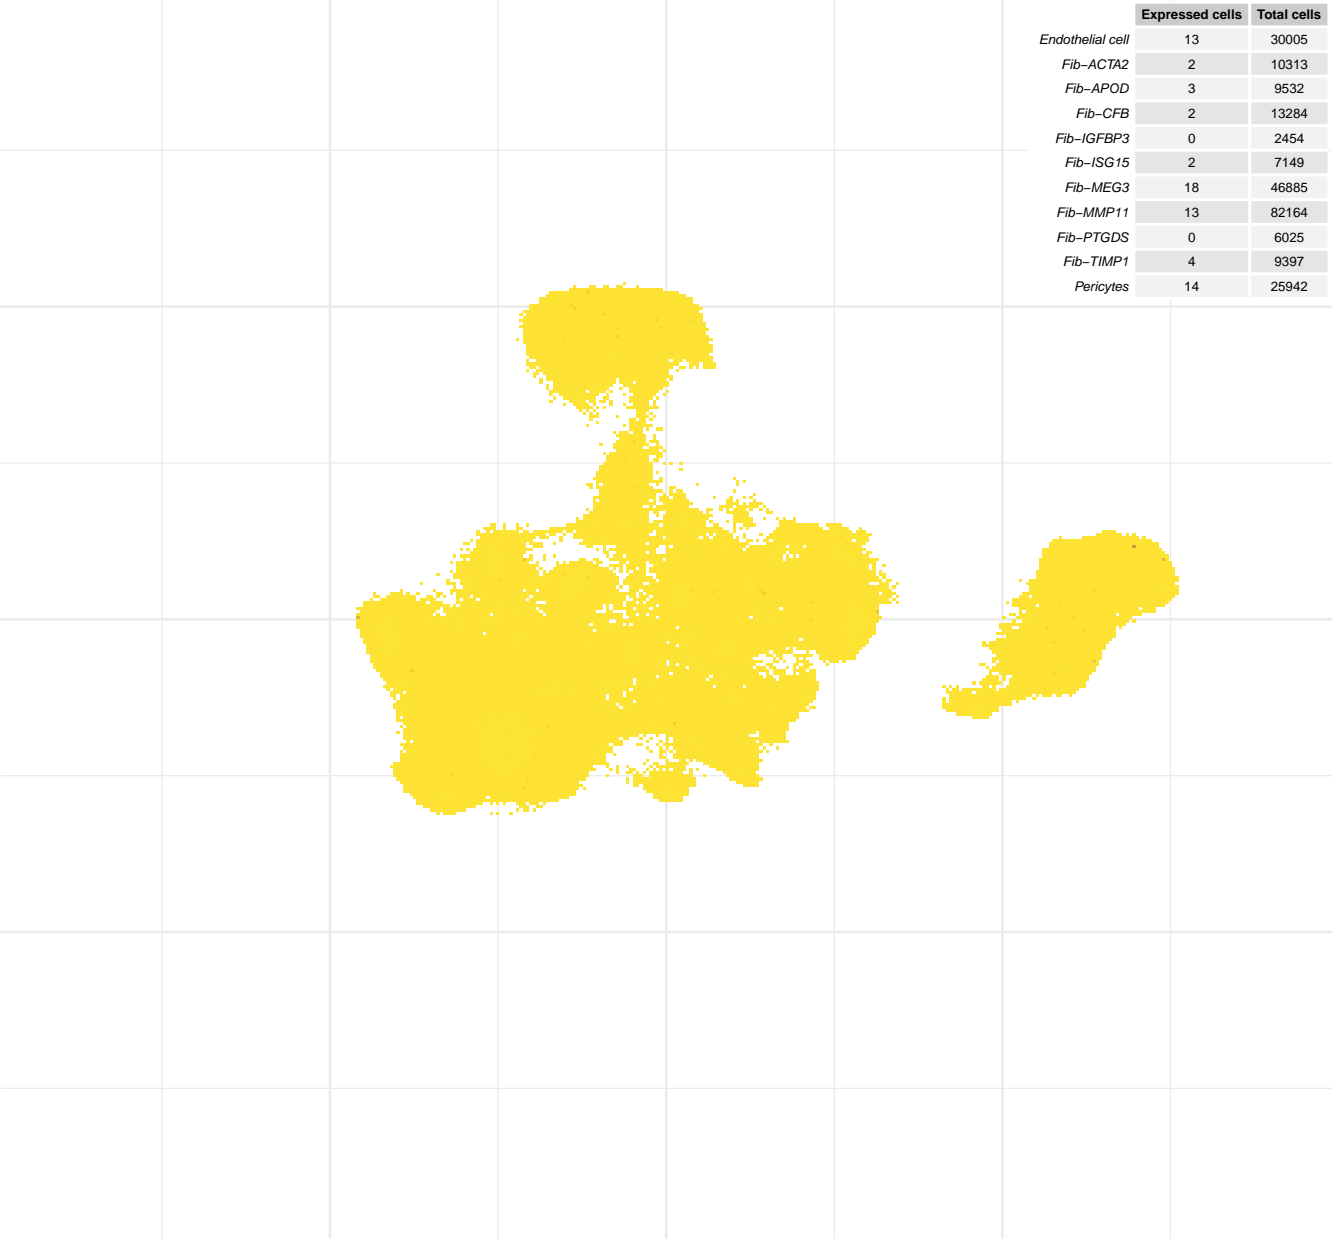 Expressed cells Total cells
Endothelial cell 13 30005
Fib−ACTA2 2 10313
Fib−APOD 3 9532
Fib−CFB 2 13284
Fib−IGFBP3 0 2454
Fib−ISG15 2 7149
Fib−MEG3 18 46885
Fib−MMP11 13 82164
Fib−PTGDS 0 6025
Fib−TIMP1 4 9397
Pericytes 14 25942